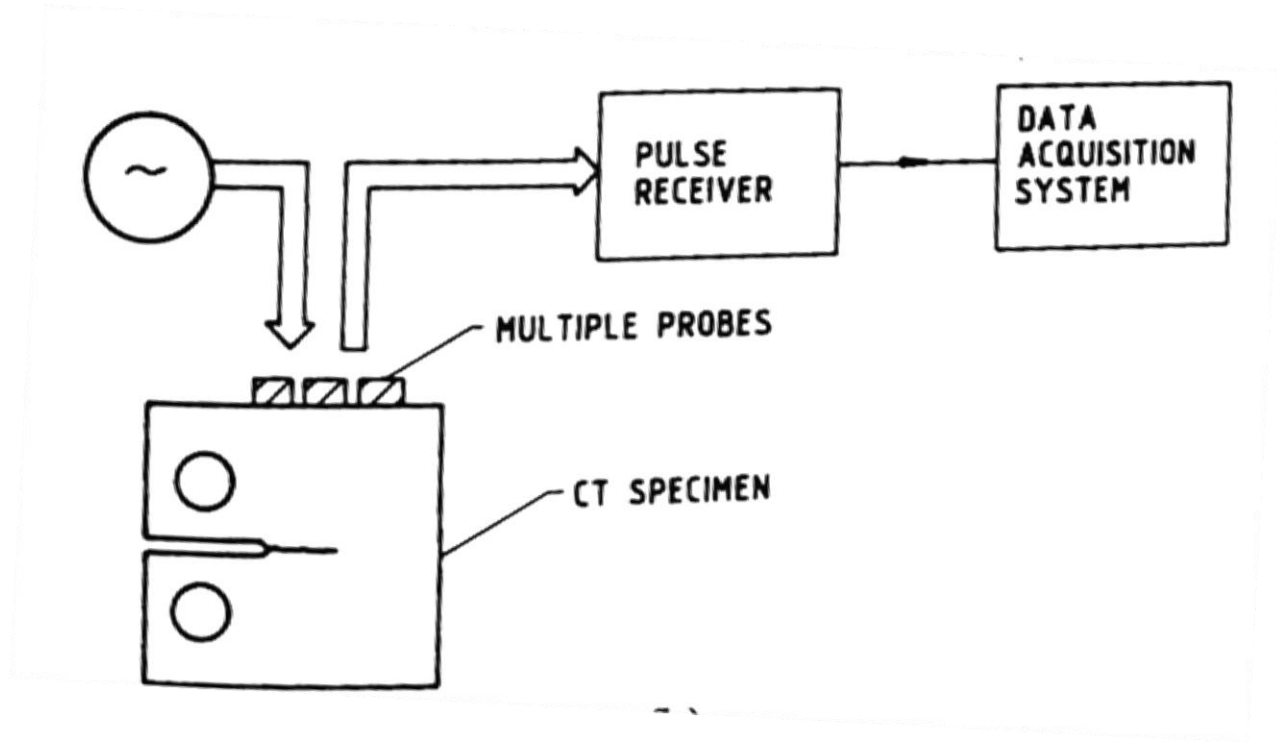 ~
PULSE
RECEIVER
DATA
ACQUISITION
SYSTEM
MULTIPLE PROBES
CT SPECIMEN